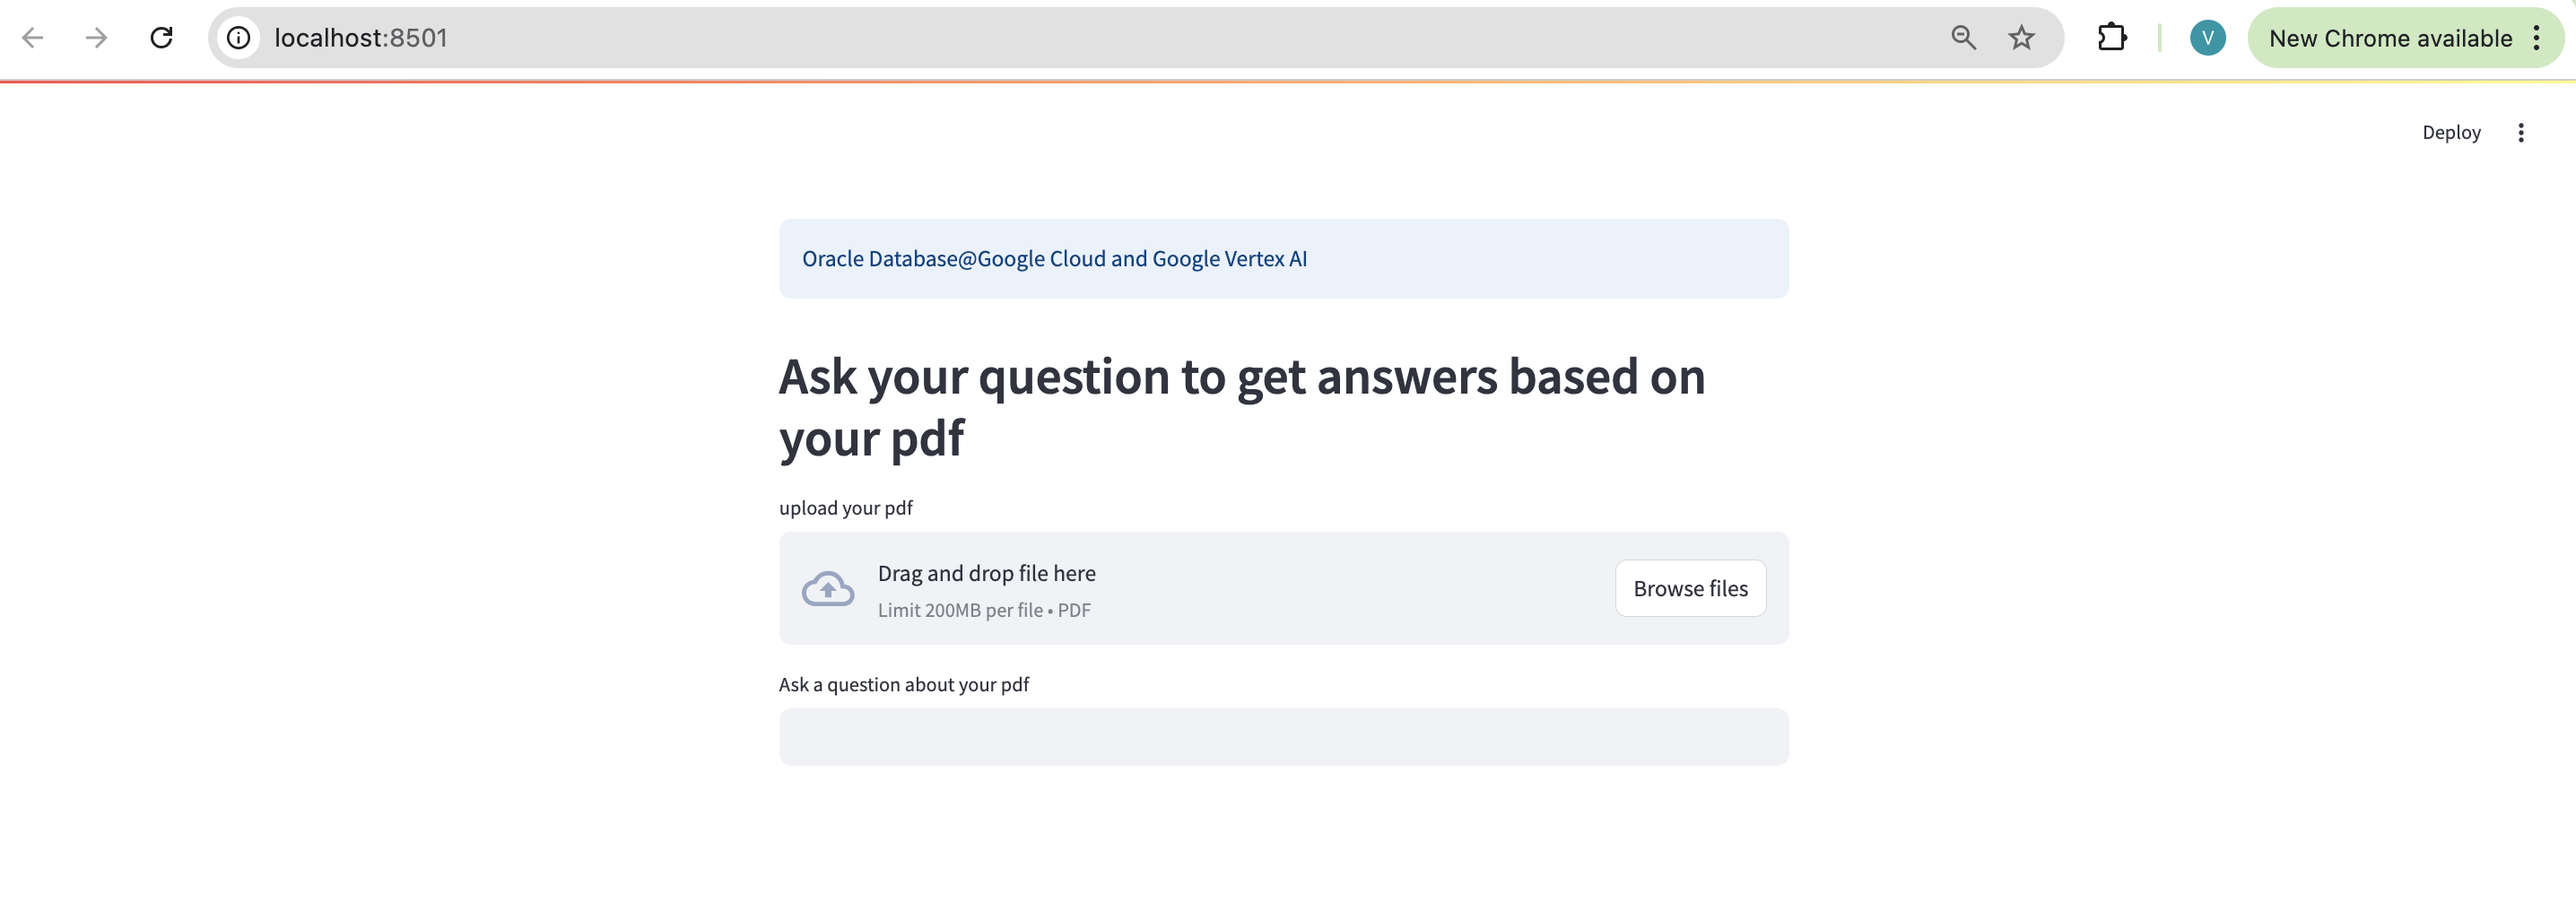 localhost:8501
V
New Chrome available
Deploy
Oracle Database@Google Cloud and Google Vertex AI
Ask your question to get answers based on
your pdf
upload your pdf
Drag and drop file here
Limit 200MB per file • PDF
Browse files
Ask a question about your pdf